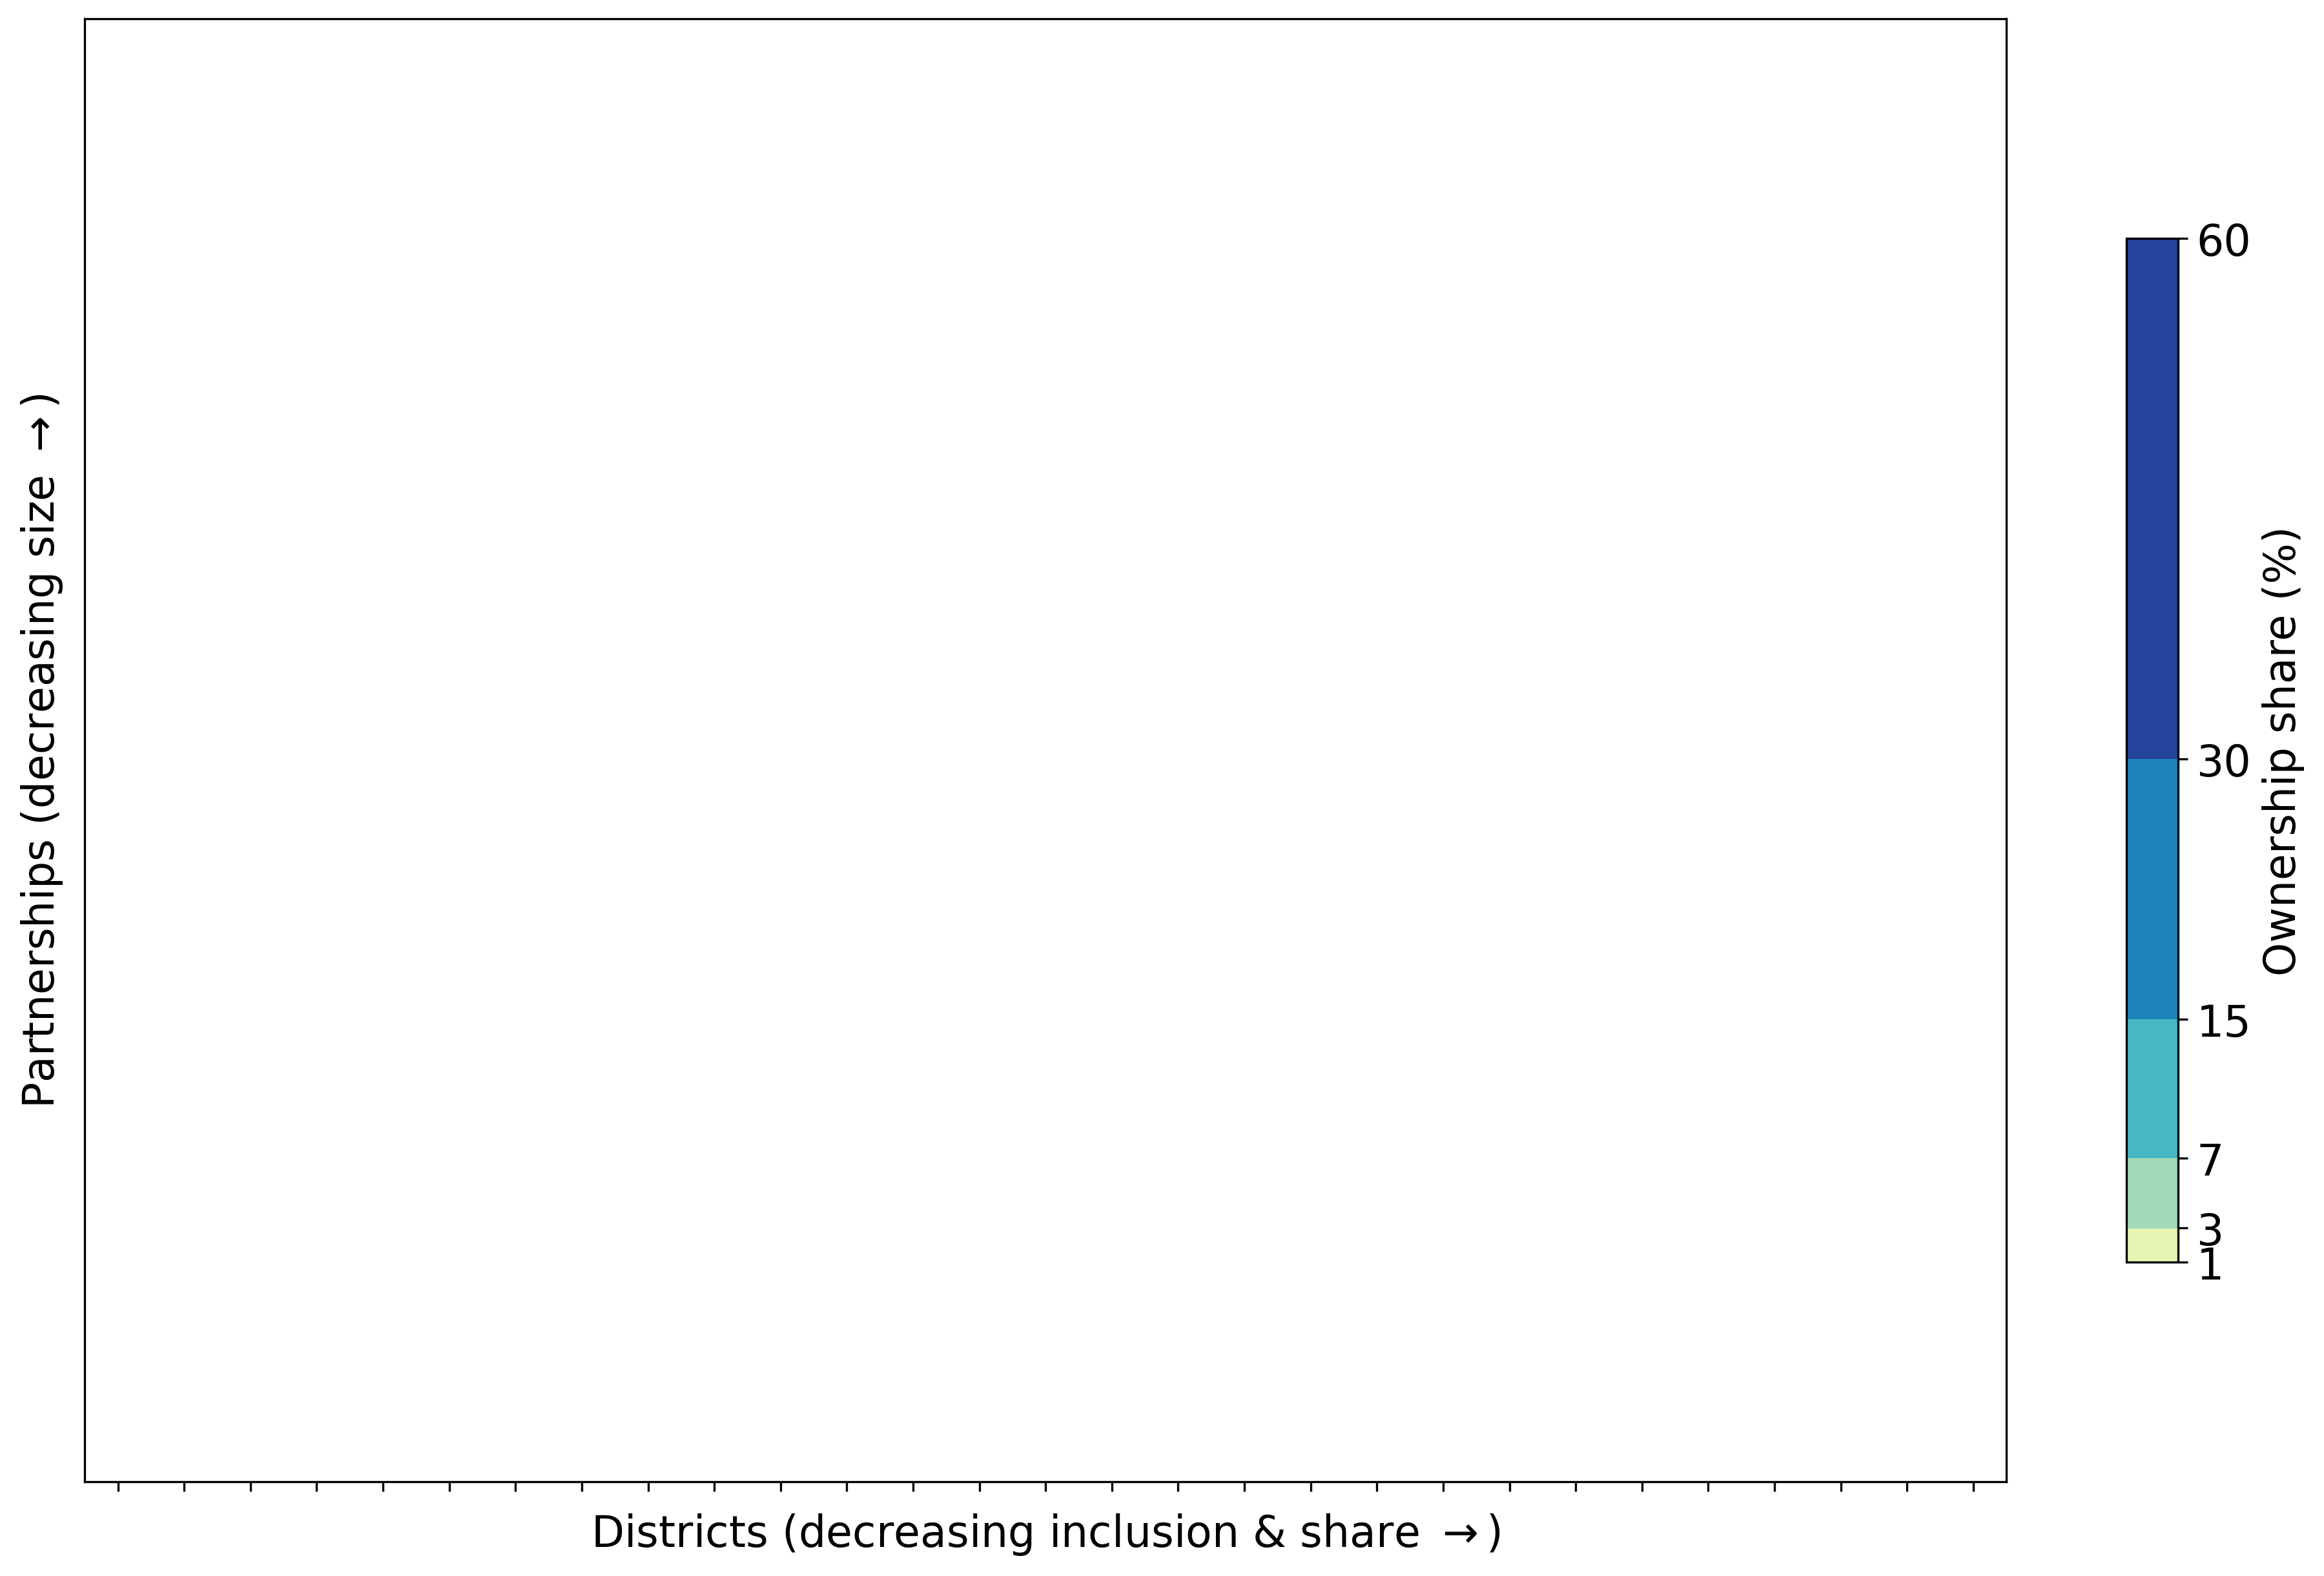 Partnerships (decreasing size →)
60
30
15
7
3
1
Ownership share (%)
Districts (decreasing inclusion & share →)